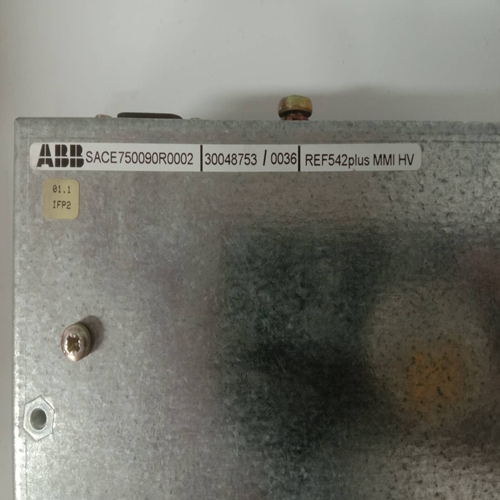 ABB SACE750090R0002 30048753 / 0036 REF542plus MMI HV
01.1
IFP2